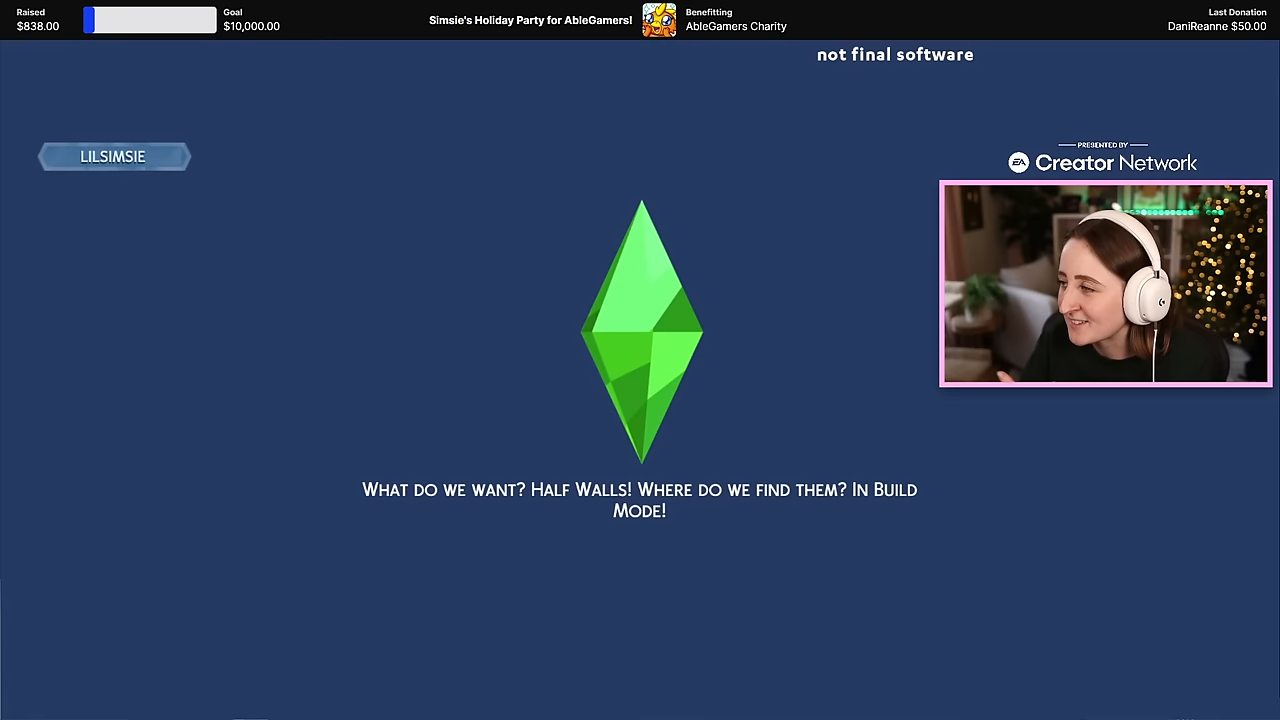 Raised
$838.00
Goal
$10,000.00
Simsie's Holiday Party for AbleGamers!
Benefitting
AbleGamers Charity
Last Donation
DaniReanne $50.00
not final software
LILSIMSIE
PRESENTED BY
EA Creator Network
WHAT DO WE WANT? HALF WALLS! WHERE DO WE FIND THEM? IN BUILD
MODE!